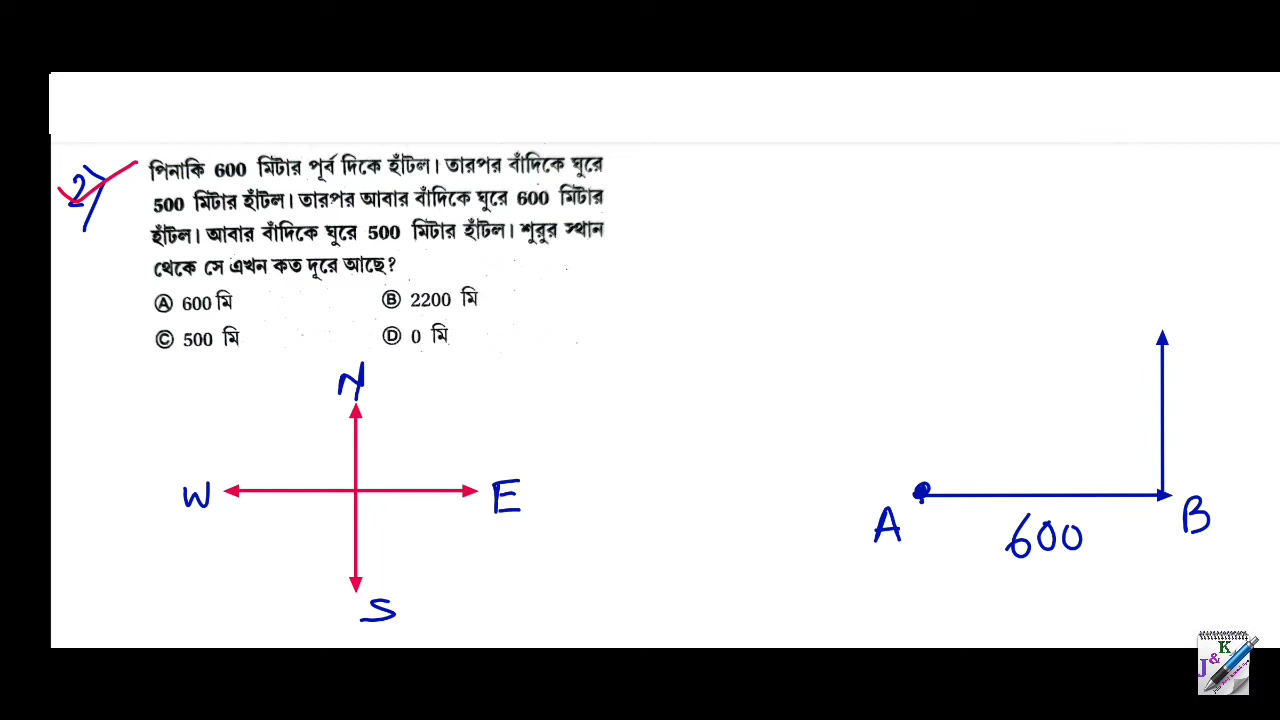 2)
পিনাকি 600 মিটার পূর্ব দিকে হাঁটল। তারপর বাঁদিকে ঘুরে
500 মিটার হাঁটল। তারপর আবার বাঁদিকে ঘুরে 600 মিটার
হাঁটল। আবার বাঁদিকে ঘুরে 500 মিটার হাঁটল। শুরুর স্থান
থেকে সে এখন কত দূরে আছে?
Ⓐ 600 মি Ⓑ 2200 মি
Ⓒ 500 মি Ⓓ 0 মি
N
W E
S
A 600 B
J & K